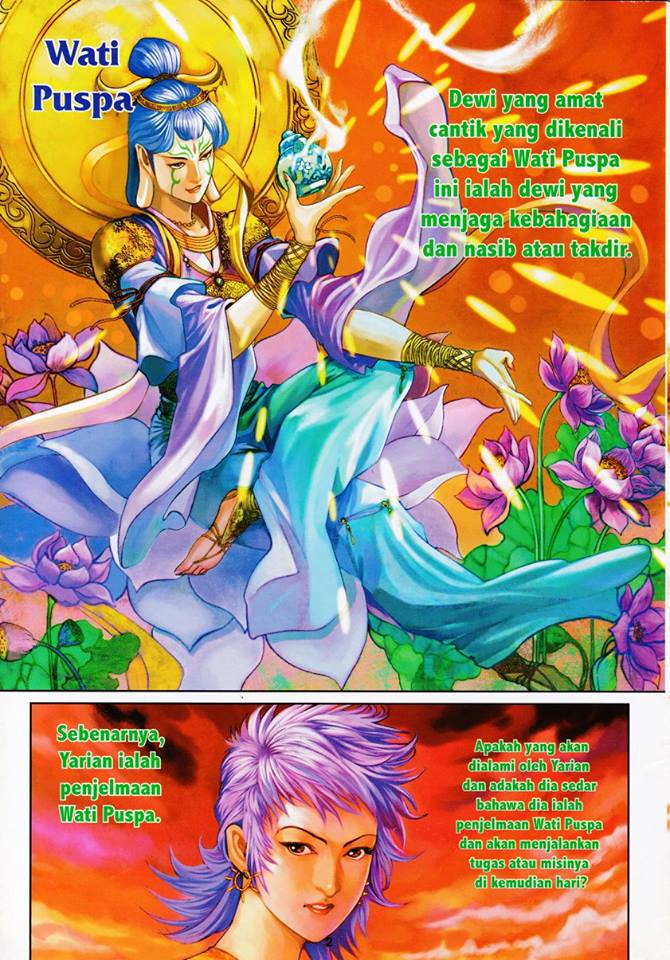 Wati
Puspa
Dewi yang amat
cantik yang dikenali
sebagai Wati Puspa
ini ialah dewi yang
menjaga kebahagiaan
dan nasib atau takdir.
Sebenarnya,
Yarian ialah
penjelmaan
Wati Puspa.
Apakah yang akan
dialami oleh Yarian
dan adakah dia sedar
bahawa dia ialah
penjelmaan Wati Puspa
dan akan menjalankan
tugas atau misinya
di kemudian hari?
2